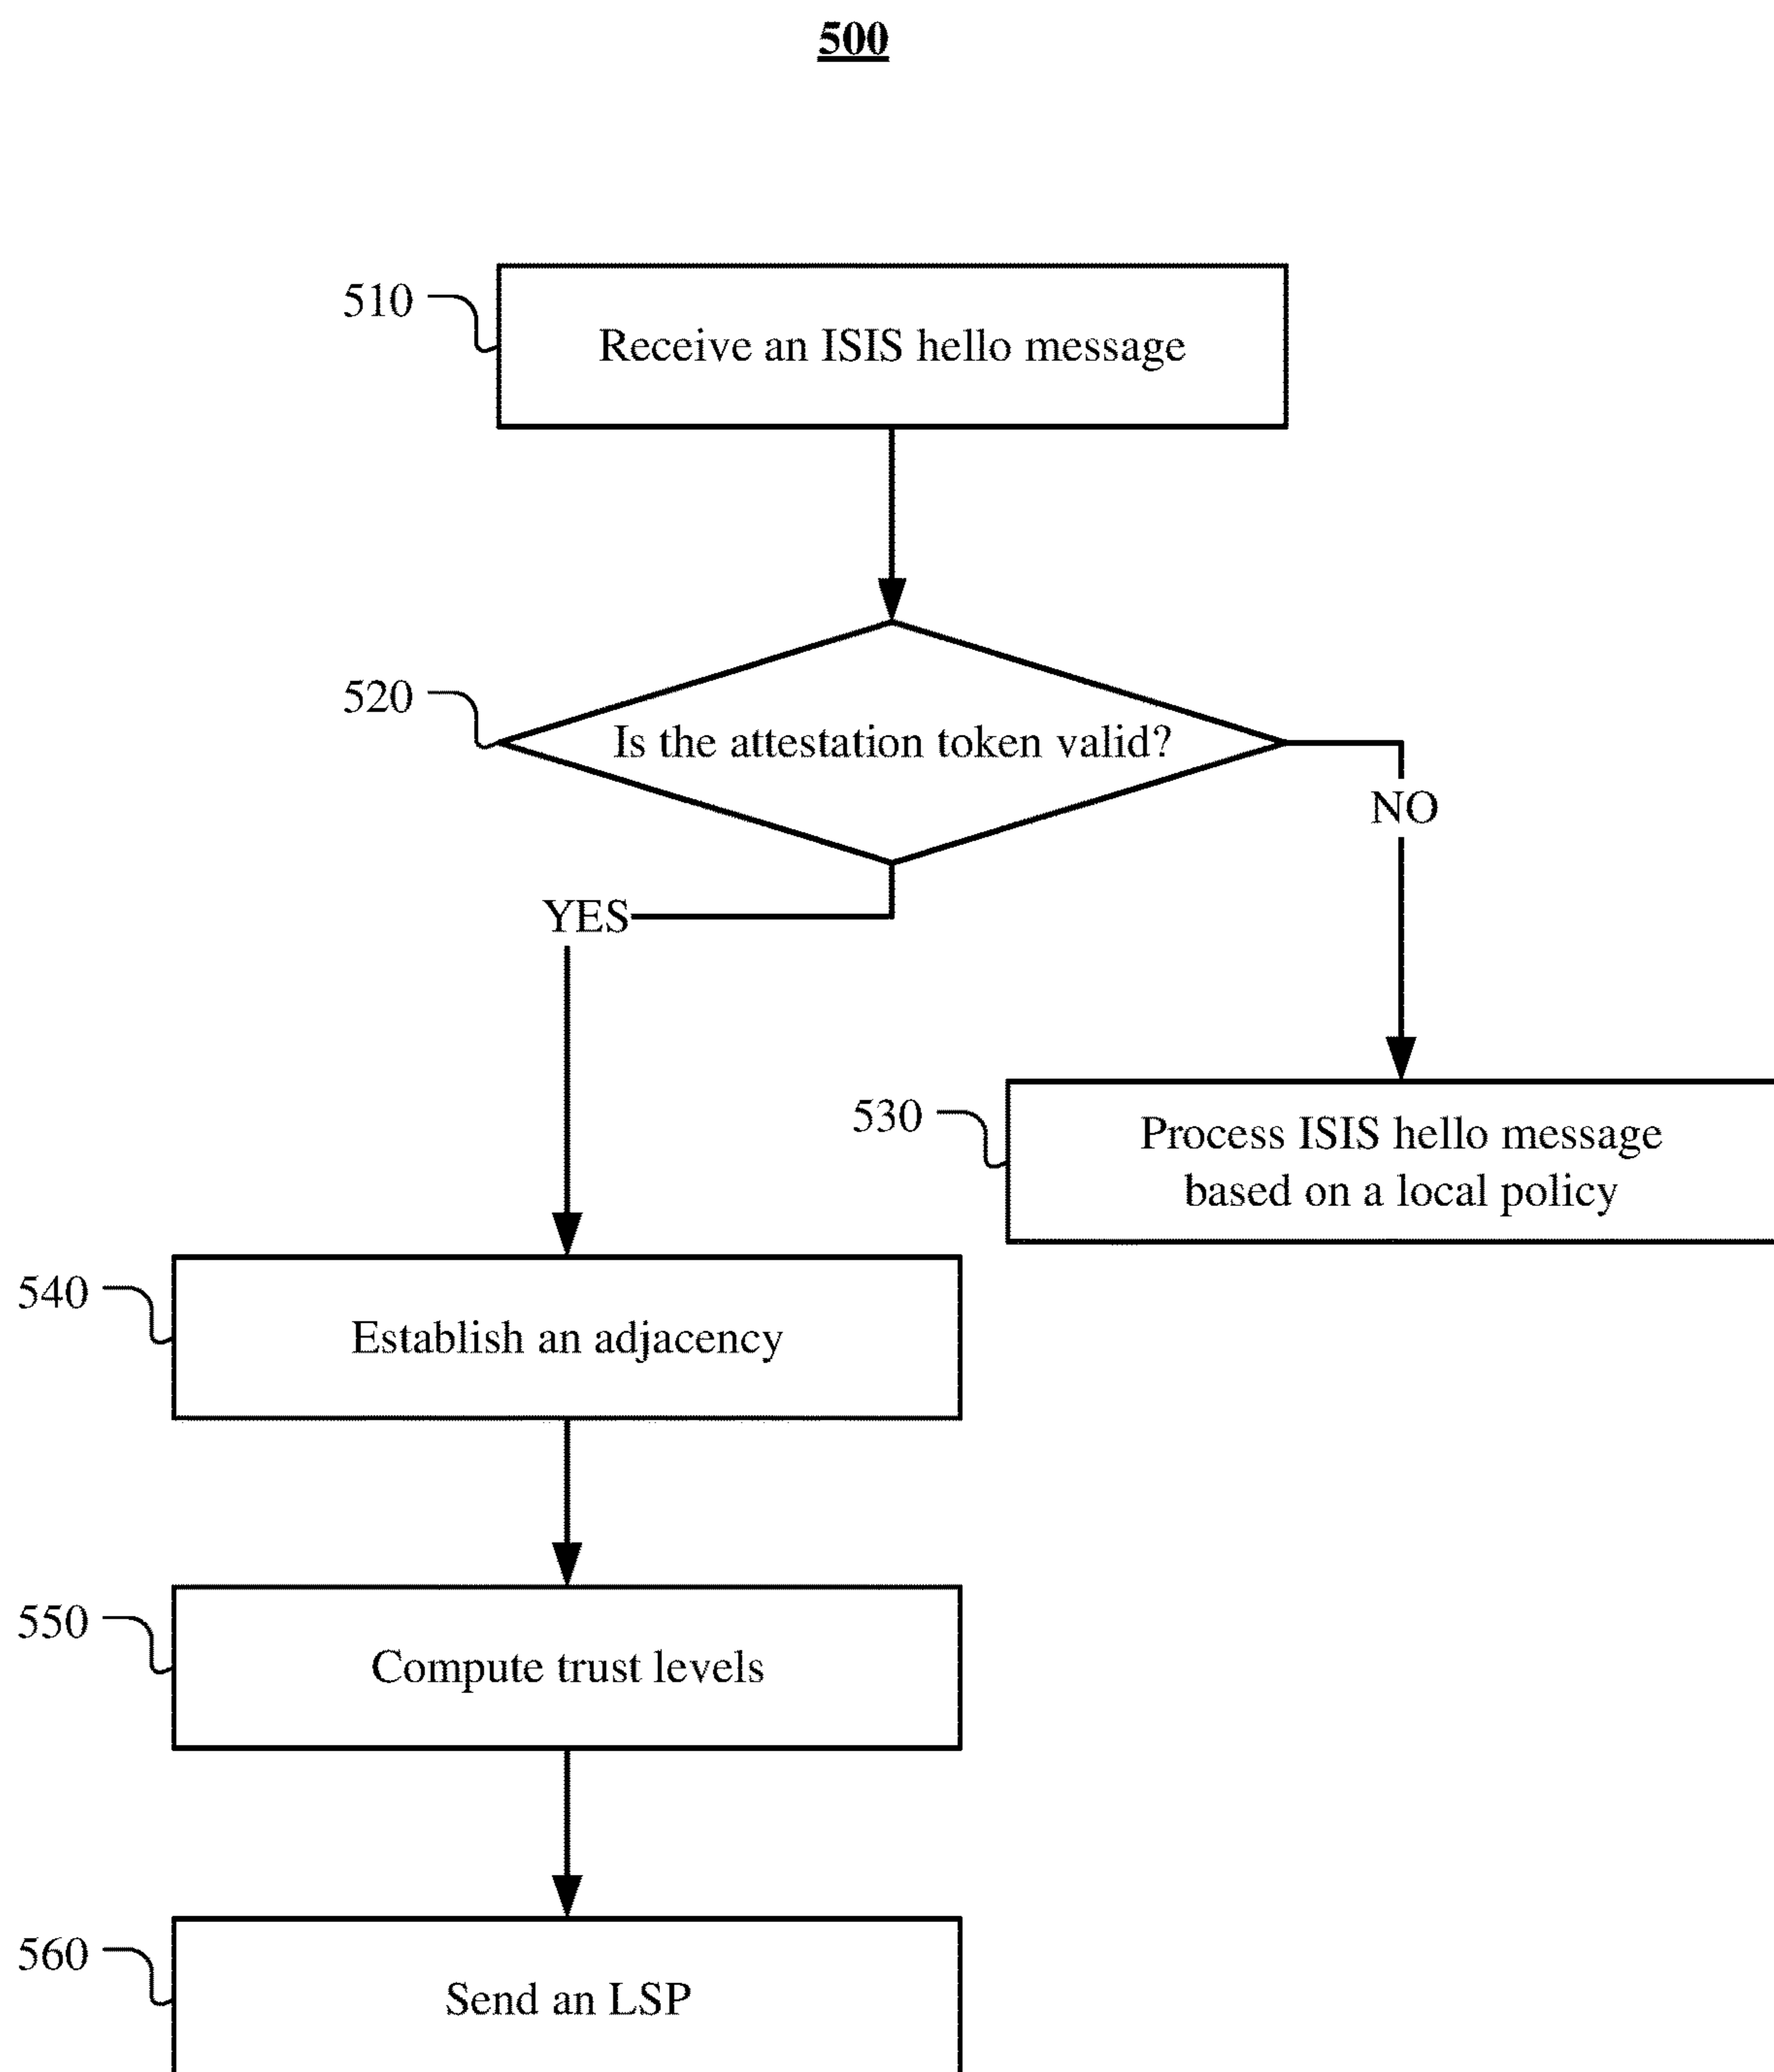 500
510
Receive an ISIS hello message
520
Is the attestation token valid?
NO
YES
530
Process ISIS hello message
based on a local policy
540
Establish an adjacency
550
Compute trust levels
560
Send an LSP